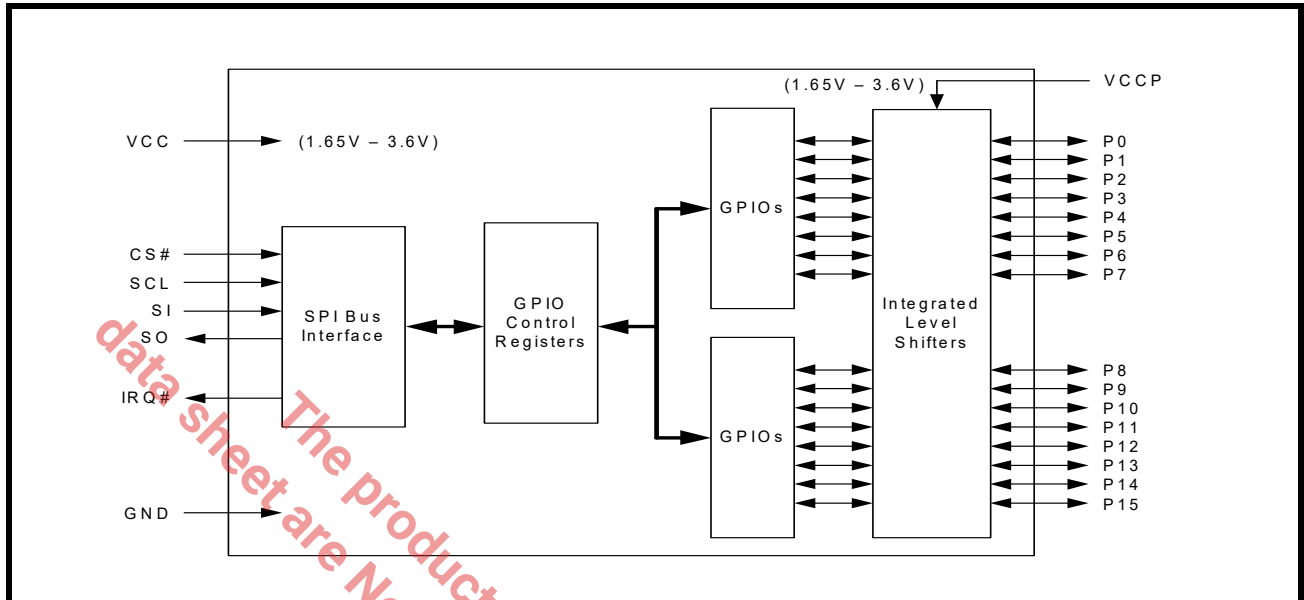 (1.65V – 3.6V)
VCCP
VCC
(1.65V – 3.6V)
P0
P1
P2
P3
P4
P5
P6
P7
GPIOs
CS#
SCL
SI
SO
IRQ#
SPI Bus
Interface
GPIO
Control
Registers
Integrated
Level
Shifters
GPIOs
P8
P9
P10
P11
P12
P13
P14
P15
GND
The product
data sheet are